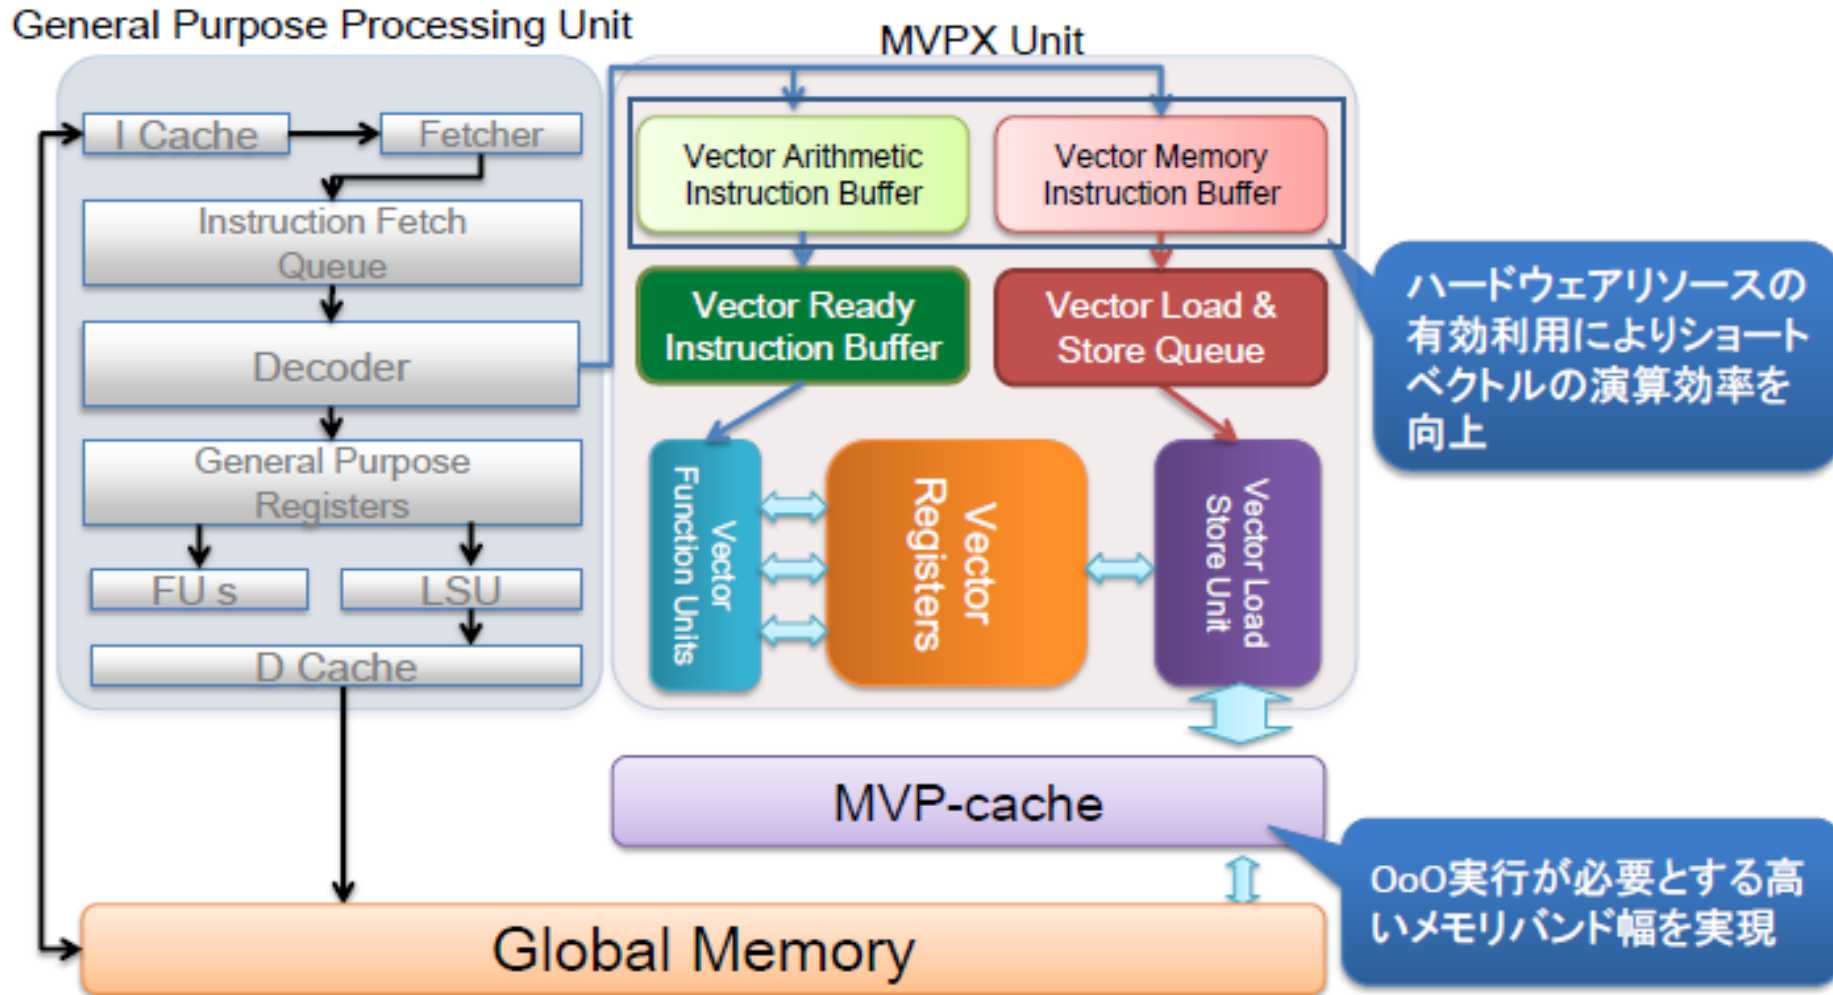 General Purpose Processing Unit
MVPX Unit
I Cache
Fetcher
Instruction Fetch
Queue
Decoder
General Purpose
Registers
FU s
LSU
D Cache
Vector Arithmetic
Instruction Buffer
Vector Memory
Instruction Buffer
Vector Ready
Instruction Buffer
Vector Load &
Store Queue
Vector
Function Units
Vector
Registers
Vector Load
Store Unit
ハードウェアリソースの
有効利用によりショート
ベクトルの演算効率を
向上
MVP-cache
OoO実行が必要とする高
いメモリバンド幅を実現
Global Memory